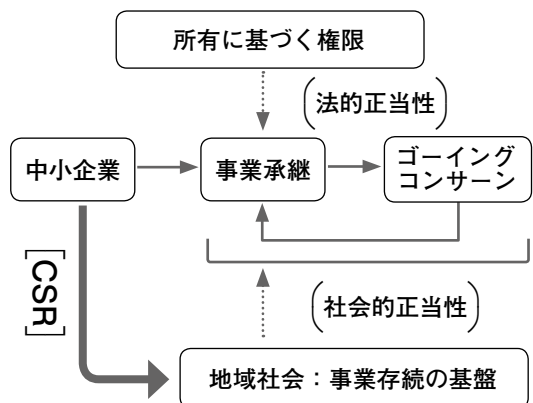 所有に基づく権限
(法的正当性)
中小企業
事業承継
ゴーイング
コンサーン
[CSR]
(社会的正当性)
地域社会：事業存続の基盤